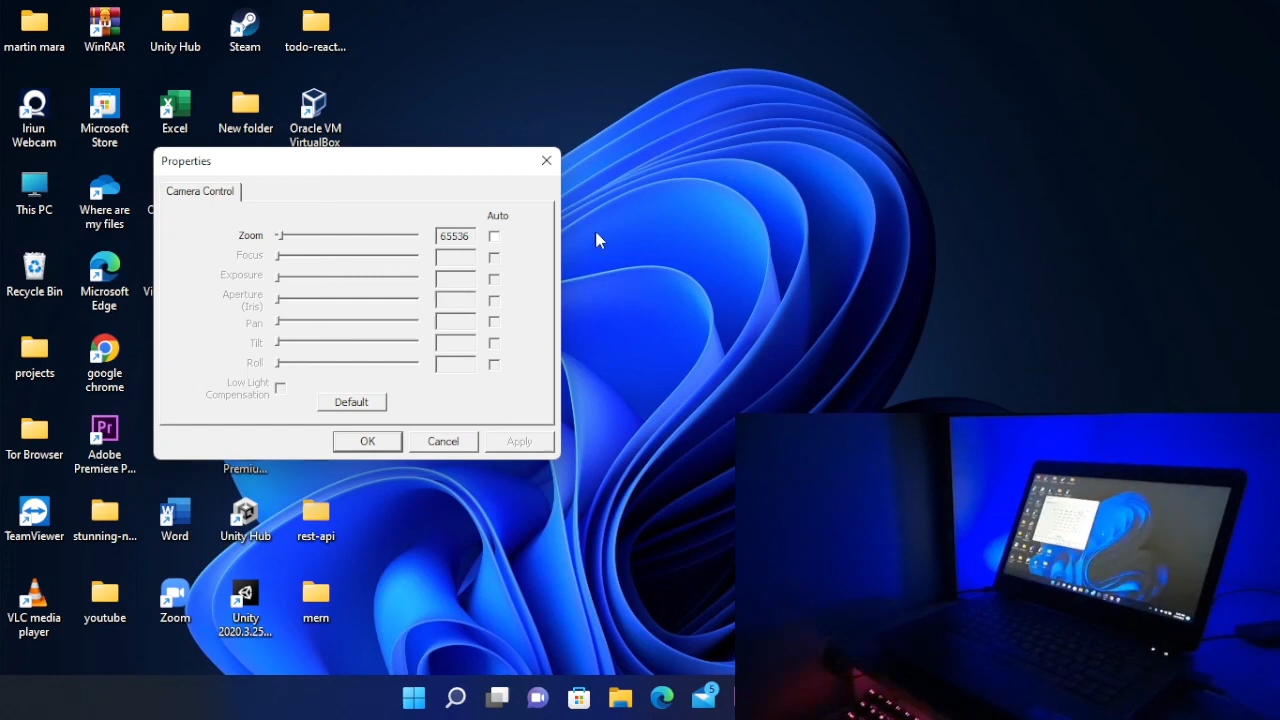 martin mara
WinRAR
Unity Hub
Steam
todo-react...
Iriun
Webcam
Microsoft
Store
Excel
New folder
Oracle VM
VirtualBox
This PC
Where are
my files
Recycle Bin
Microsoft
Edge
projects
google
chrome
Tor Browser
Adobe
Premiere P...
Premiu...
TeamViewer
stunning-n...
Word
Unity Hub
rest-api
VLC media
player
youtube
Zoom
Unity
2020.3.25...
mern
Properties
Camera Control
Auto
Zoom
65536
Focus
Exposure
Aperture
(Iris)
Pan
Tilt
Roll
Low Light
Compensation
Default
OK
Cancel
Apply
Pr
5